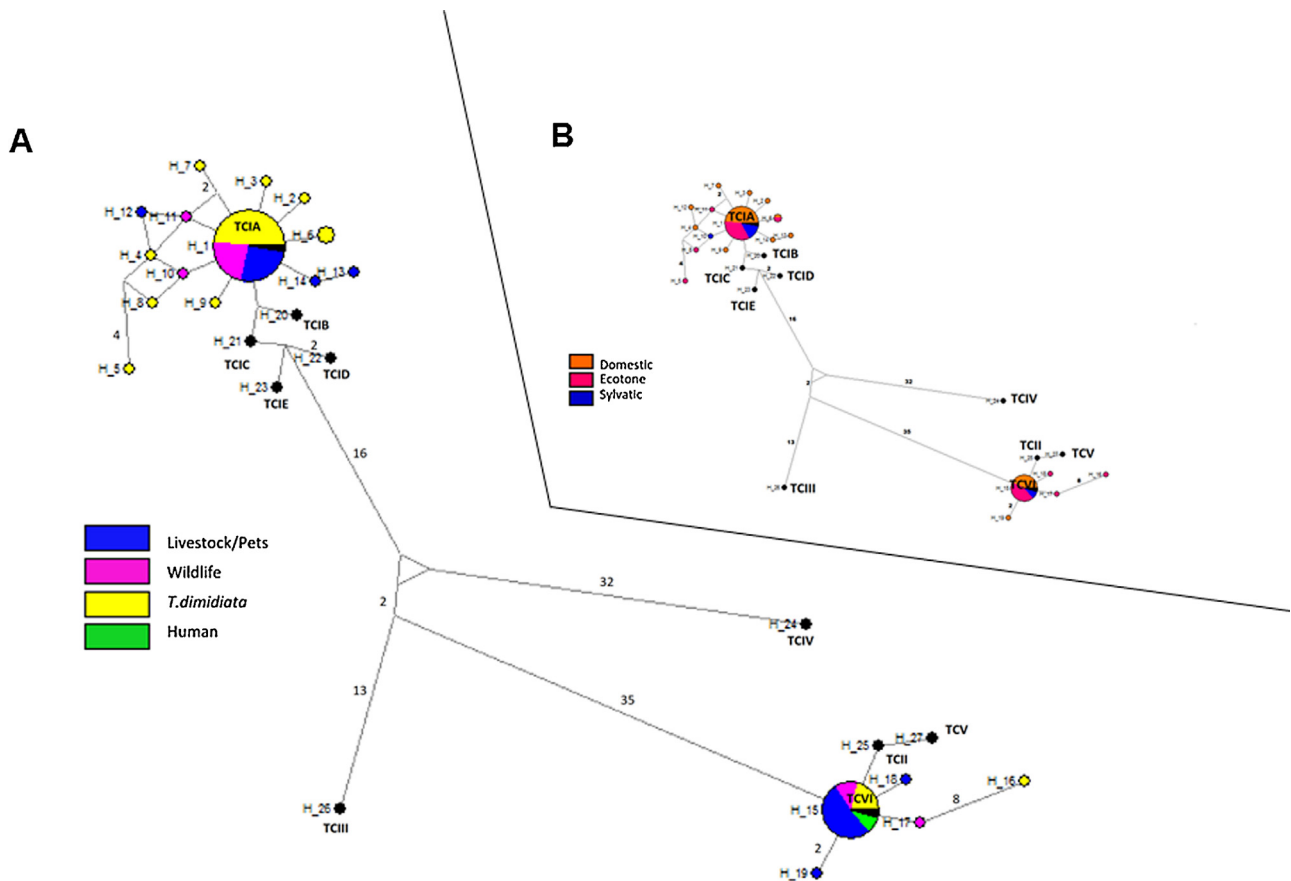 A
H_7
2
H_3
H_2
H_12
H_11
TCIA
H_6
H_1
H_4
H_10
H_14
H_13
H_8
H_9
4
H_5
H_20
TCIB
H_21
2
H_22
TCIC
TCID
H_23
TCIE
16
Livestock/Pets
Wildlife
T.dimidiata
Human
2
32
H_24
TCIV
13
35
H_26
TCIII
H_25
H_27
TCV
TCII
H_18
H_16
TCVI
8
H_15
H_17
2
H_19
B
TCIA
TCIB
TCIC
TCID
TCIE
16
Domestic
Ecotone
Sylvatic
2
32
TCIV
13
35
TCIII
TCII
TCV
TCVI
8
2